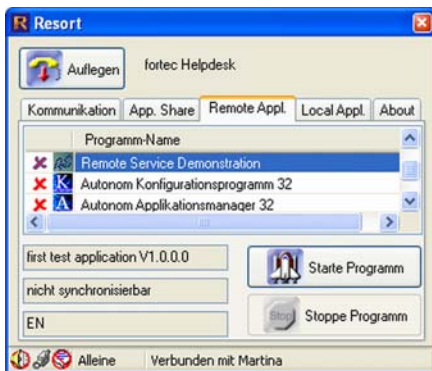 Resort
Auflegen
fortec Helpdesk
Kommunikation App. Share Remote Appl. Local Appl. About
Programm-Name
Remote Service Demonstration
K Autonom Konfigurationsprogramm 32
A Autonom Applikationsmanager 32
first test application V1.0.0.0
Starte Programm
nicht synchronisierbar
Stop Stoppe Programm
EN
Alleine Verbunden mit Martina